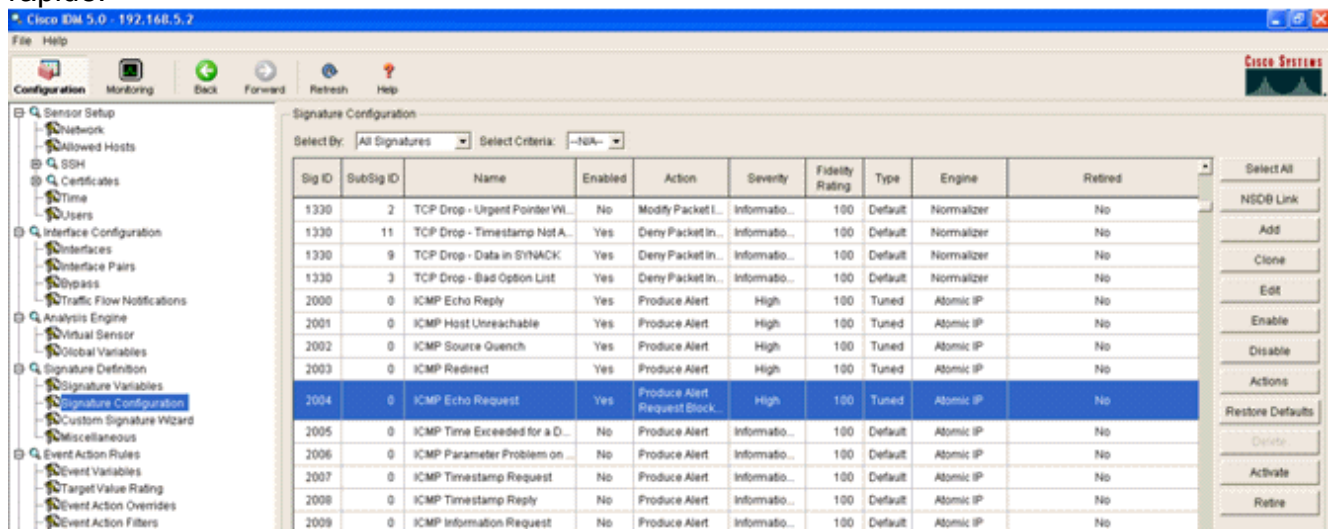 rapide.
Cisco IDM 5.0 - 192.168.5.2
File Help
Configuration Monitoring Back Forward Refresh Help
CISCO SYSTEMS
Sensor Setup
Network
Allowed Hosts
SSH
Certificates
Time
Users
Interface Configuration
Interfaces
Interface Pairs
Bypass
Traffic Flow Notifications
Analysis Engine
Virtual Sensor
Global Variables
Signature Definition
Signature Variables
Signature Configuration
Custom Signature Wizard
Miscellaneous
Event Action Rules
Event Variables
Target Value Rating
Event Action Overrides
Event Action Filters
Signature Configuration
Select By: All Signatures Select Criteria: --N/A--
Sig ID SubSig ID Name Enabled Action Severity Fidelity Rating Type Engine Retired
1330 2 TCP Drop - Urgent Pointer Wi... No Modify Packet I... Informatio... 100 Default Normalizer No
1330 11 TCP Drop - Timestamp Not A... Yes Deny Packet In... Informatio... 100 Default Normalizer No
1330 9 TCP Drop - Data in SYNACK Yes Deny Packet In... Informatio... 100 Default Normalizer No
1330 3 TCP Drop - Bad Option List Yes Deny Packet In... Informatio... 100 Default Normalizer No
2000 0 ICMP Echo Reply Yes Produce Alert High 100 Tuned Atomic IP No
2001 0 ICMP Host Unreachable Yes Produce Alert High 100 Tuned Atomic IP No
2002 0 ICMP Source Quench Yes Produce Alert High 100 Tuned Atomic IP No
2003 0 ICMP Redirect Yes Produce Alert High 100 Tuned Atomic IP No
2004 0 ICMP Echo Request Yes Produce Alert Request Block... High 100 Tuned Atomic IP No
2005 0 ICMP Time Exceeded for a D... No Produce Alert Informatio... 100 Default Atomic IP No
2006 0 ICMP Parameter Problem on ... No Produce Alert Informatio... 100 Default Atomic IP No
2007 0 ICMP Timestamp Request No Produce Alert Informatio... 100 Default Atomic IP No
2008 0 ICMP Timestamp Reply No Produce Alert Informatio... 100 Default Atomic IP No
2009 0 ICMP Information Request No Produce Alert Informatio... 100 Default Atomic IP No
Select All
NSDB Link
Add
Clone
Edit
Enable
Disable
Actions
Restore Defaults
Delete
Activate
Retire